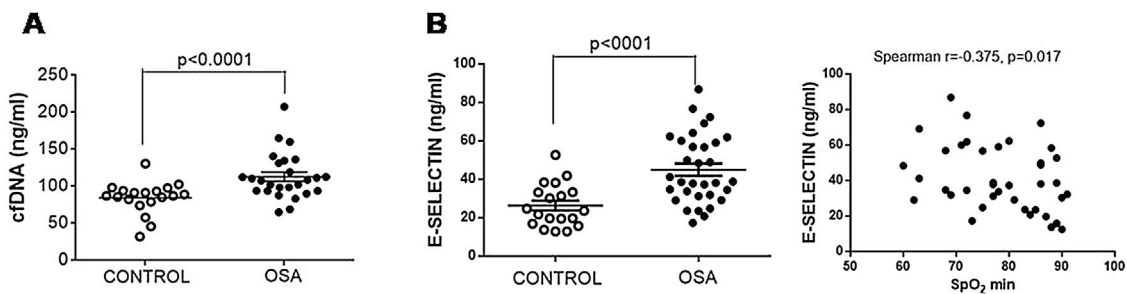 A
p<0.0001
cfDNA (ng/ml)
250
200
150
100
50
0
CONTROL OSA
B
p<0001
E-SELECTIN (ng/ml)
100
80
60
40
20
0
CONTROL OSA
Spearman r=-0.375, p=0.017
E-SELECTIN (ng/ml)
100
80
60
40
20
0
50 60 70 80 90 100
SpO₂ min